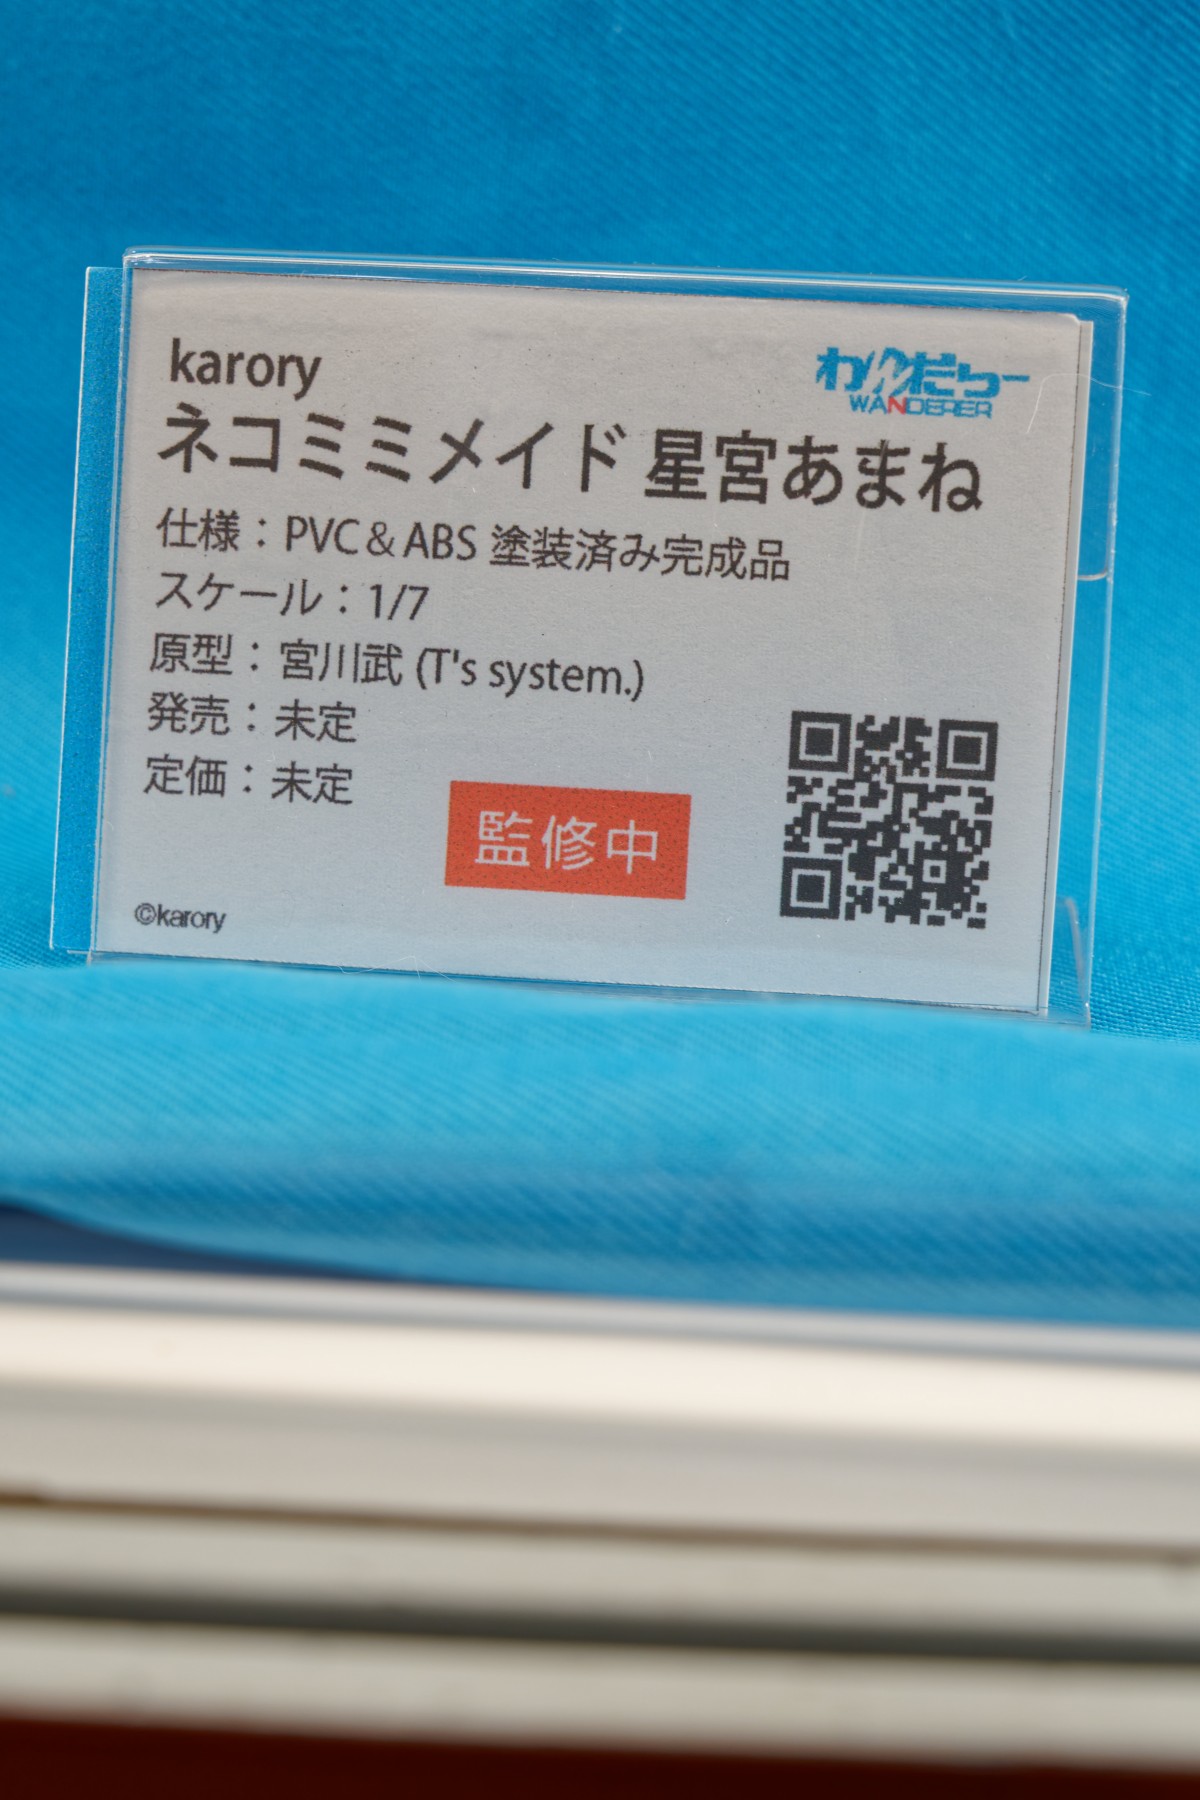 karory
わんだらー
WANDERER
ネコミミメイド 星宮あまね
仕様：PVC＆ABS 塗装済み完成品
スケール：1/7
原型：宮川武 (T's system.)
発売：未定
定価：未定
監修中
©karory